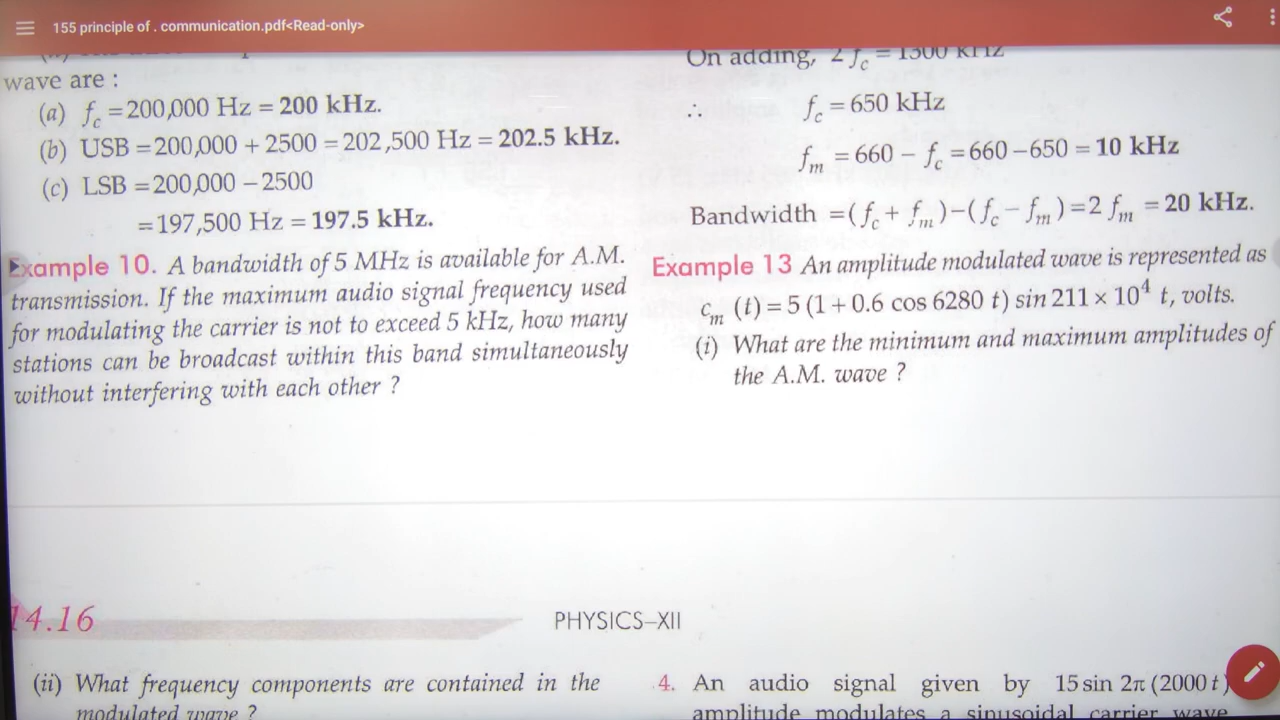 155 principle of . communication.pdf<Read-only>
wave are :
(a) f_c = 200,000 Hz = 200 kHz.
(b) USB = 200,000 + 2500 = 202,500 Hz = 202.5 kHz.
(c) LSB = 200,000 − 2500
= 197,500 Hz = 197.5 kHz.
Example 10. A bandwidth of 5 MHz is available for A.M.
transmission. If the maximum audio signal frequency used
for modulating the carrier is not to exceed 5 kHz, how many
stations can be broadcast within this band simultaneously
without interfering with each other ?
On adding, 2 f_c = 1300 kHz
∴ f_c = 650 kHz
f_m = 660 − f_c = 660 − 650 = 10 kHz
Bandwidth = (f_c + f_m) − (f_c − f_m) = 2 f_m = 20 kHz.
Example 13 An amplitude modulated wave is represented as
c_m (t) = 5 (1 + 0.6 cos 6280 t) sin 211 × 10⁴ t, volts.
(i) What are the minimum and maximum amplitudes of
the A.M. wave ?
14.16
PHYSICS–XII
(ii) What frequency components are contained in the
modulated wave ?
4. An audio signal given by 15 sin 2π (2000 t)
amplitude modulates a sinusoidal carrier wave